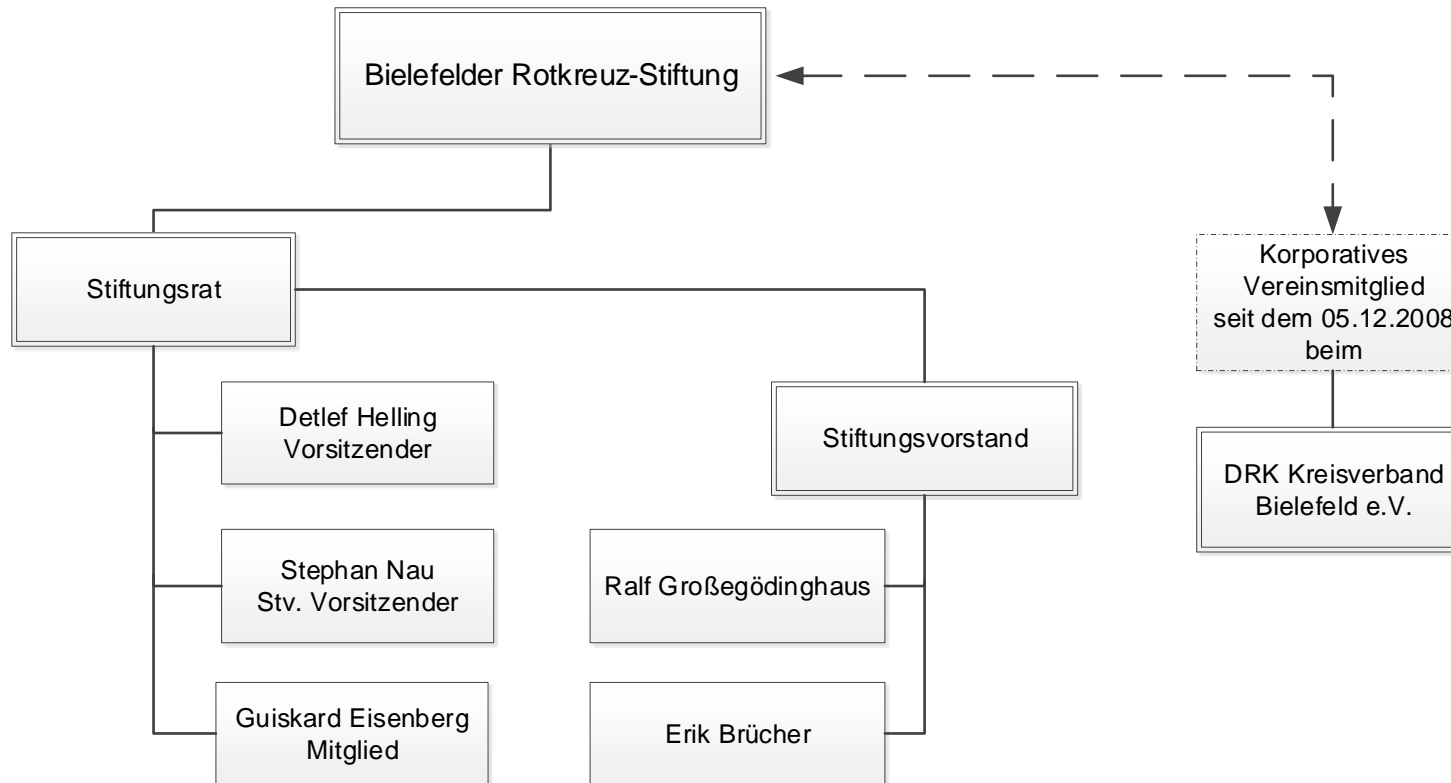 Bielefelder Rotkreuz-Stiftung
Stiftungsrat
Korporatives
Vereinsmitglied
seit dem 05.12.2008
beim
Detlef Helling
Vorsitzender
Stiftungsvorstand
DRK Kreisverband
Bielefeld e.V.
Stephan Nau
Stv. Vorsitzender
Ralf Großegödinghaus
Guiskard Eisenberg
Mitglied
Erik Brücher